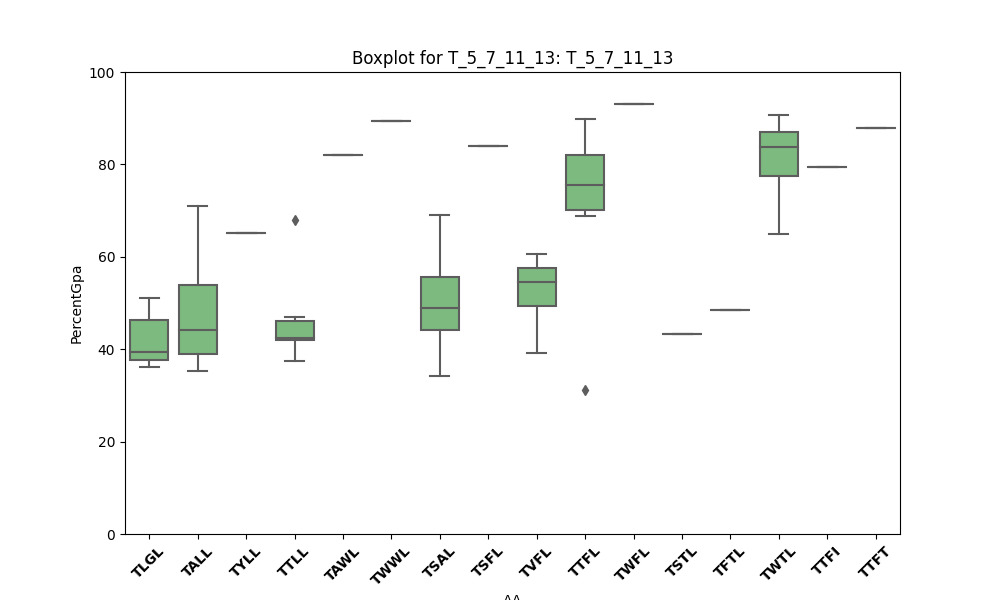 Boxplot for T_5_7_11_13: T_5_7_11_13
100
80
60
40
20
0
PercentGpa
TLGL
TALL
TYLL
TTLL
TAWL
TWWL
TSAL
TSFL
TVFL
TTFL
TWFL
TSTL
TFTL
TWTL
TTFI
TTFT
AA